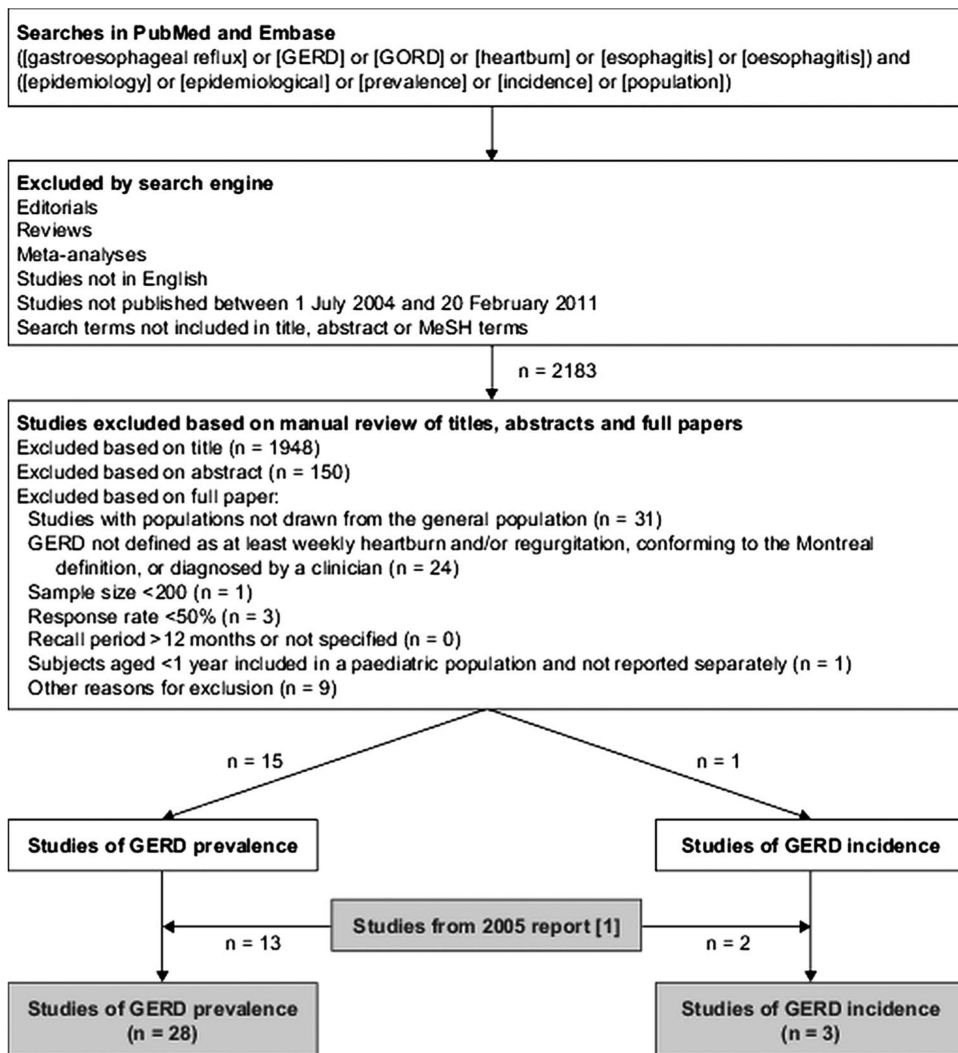 Searches in PubMed and Embase
([gastroesophageal reflux] or [GERD] or [GORD] or [heartburn] or [esophagitis] or [oesophagitis]) and
([epidemiology] or [epidemiological] or [prevalence] or [incidence] or [population])
Excluded by search engine
Editorials
Reviews
Meta-analyses
Studies not in English
Studies not published between 1 July 2004 and 20 February 2011
Search terms not included in title, abstract or MeSH terms
n = 2183
Studies excluded based on manual review of titles, abstracts and full papers
Excluded based on title (n = 1948)
Excluded based on abstract (n = 150)
Excluded based on full paper:
Studies with populations not drawn from the general population (n = 31)
GERD not defined as at least weekly heartburn and/or regurgitation, conforming to the Montreal
definition, or diagnosed by a clinician (n = 24)
Sample size <200 (n = 1)
Response rate <50% (n = 3)
Recall period >12 months or not specified (n = 0)
Subjects aged <1 year included in a paediatric population and not reported separately (n = 1)
Other reasons for exclusion (n = 9)
n = 15
n = 1
Studies of GERD prevalence
Studies of GERD incidence
Studies from 2005 report [1]
n = 13
n = 2
Studies of GERD prevalence
(n = 28)
Studies of GERD incidence
(n = 3)